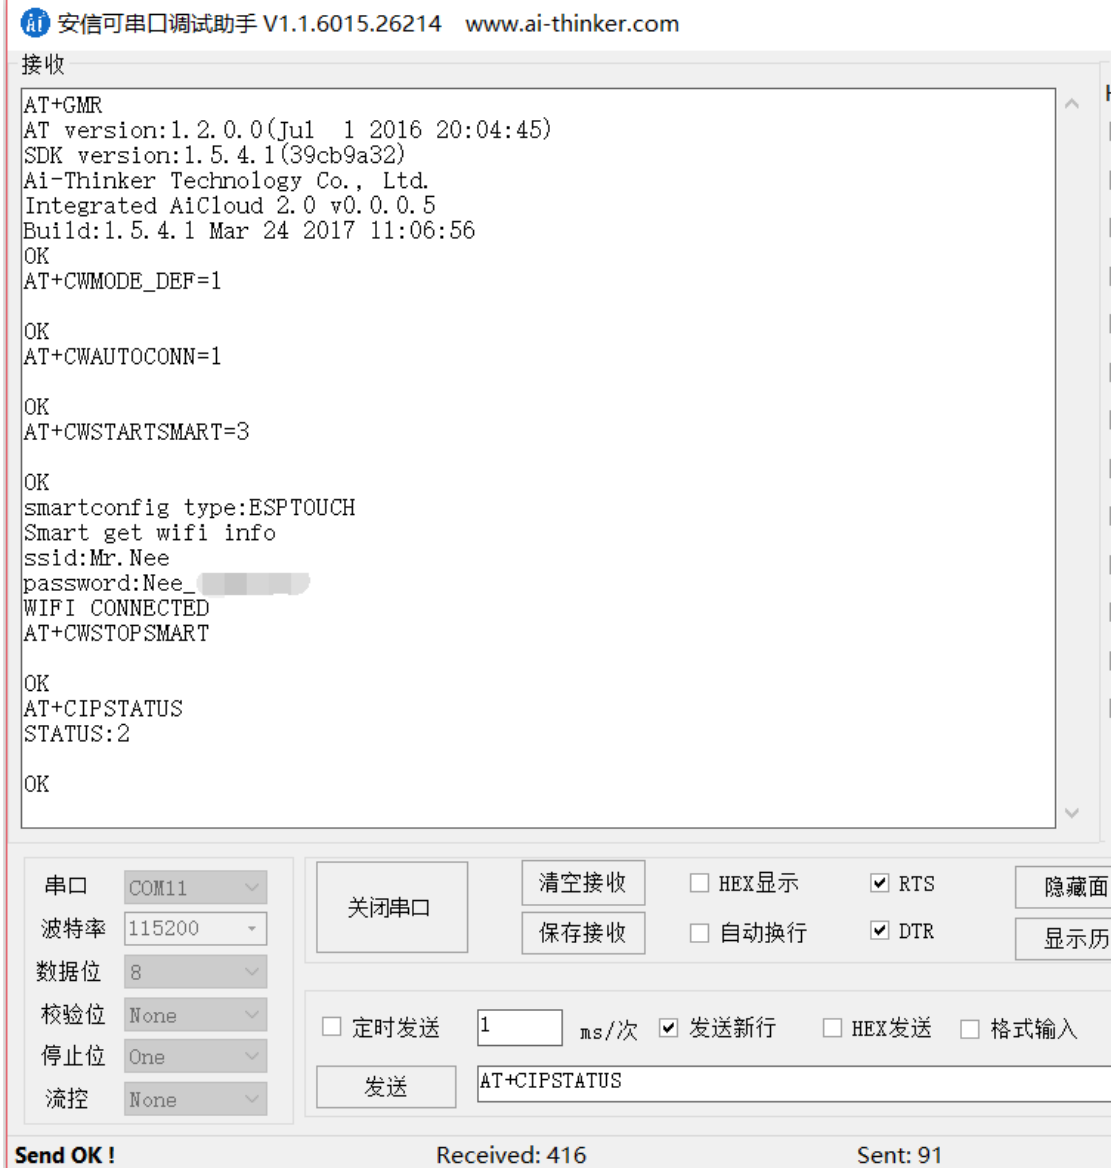 安信可串口调试助手 V1.1.6015.26214 www.ai-thinker.com
接收
AT+GMR
AT version:1.2.0.0(Jul 1 2016 20:04:45)
SDK version:1.5.4.1(39cb9a32)
Ai-Thinker Technology Co., Ltd.
Integrated AiCloud 2.0 v0.0.0.5
Build:1.5.4.1 Mar 24 2017 11:06:56
OK
AT+CWMODE_DEF=1
OK
AT+CWAUTOCONN=1
OK
AT+CWSTARTSMART=3
OK
smartconfig type:ESPTOUCH
Smart get wifi info
ssid:Mr.Nee
password:Nee_
WIFI CONNECTED
AT+CWSTOPSMART
OK
AT+CIPSTATUS
STATUS:2
OK
串口 COM11
波特率 115200
数据位 8
校验位 None
停止位 One
流控 None
关闭串口
清空接收 HEX显示 RTS 隐藏面
保存接收 自动换行 DTR 显示历
定时发送 1 ms/次 发送新行 HEX发送 格式输入
发送 AT+CIPSTATUS
Send OK ! Received: 416 Sent: 91